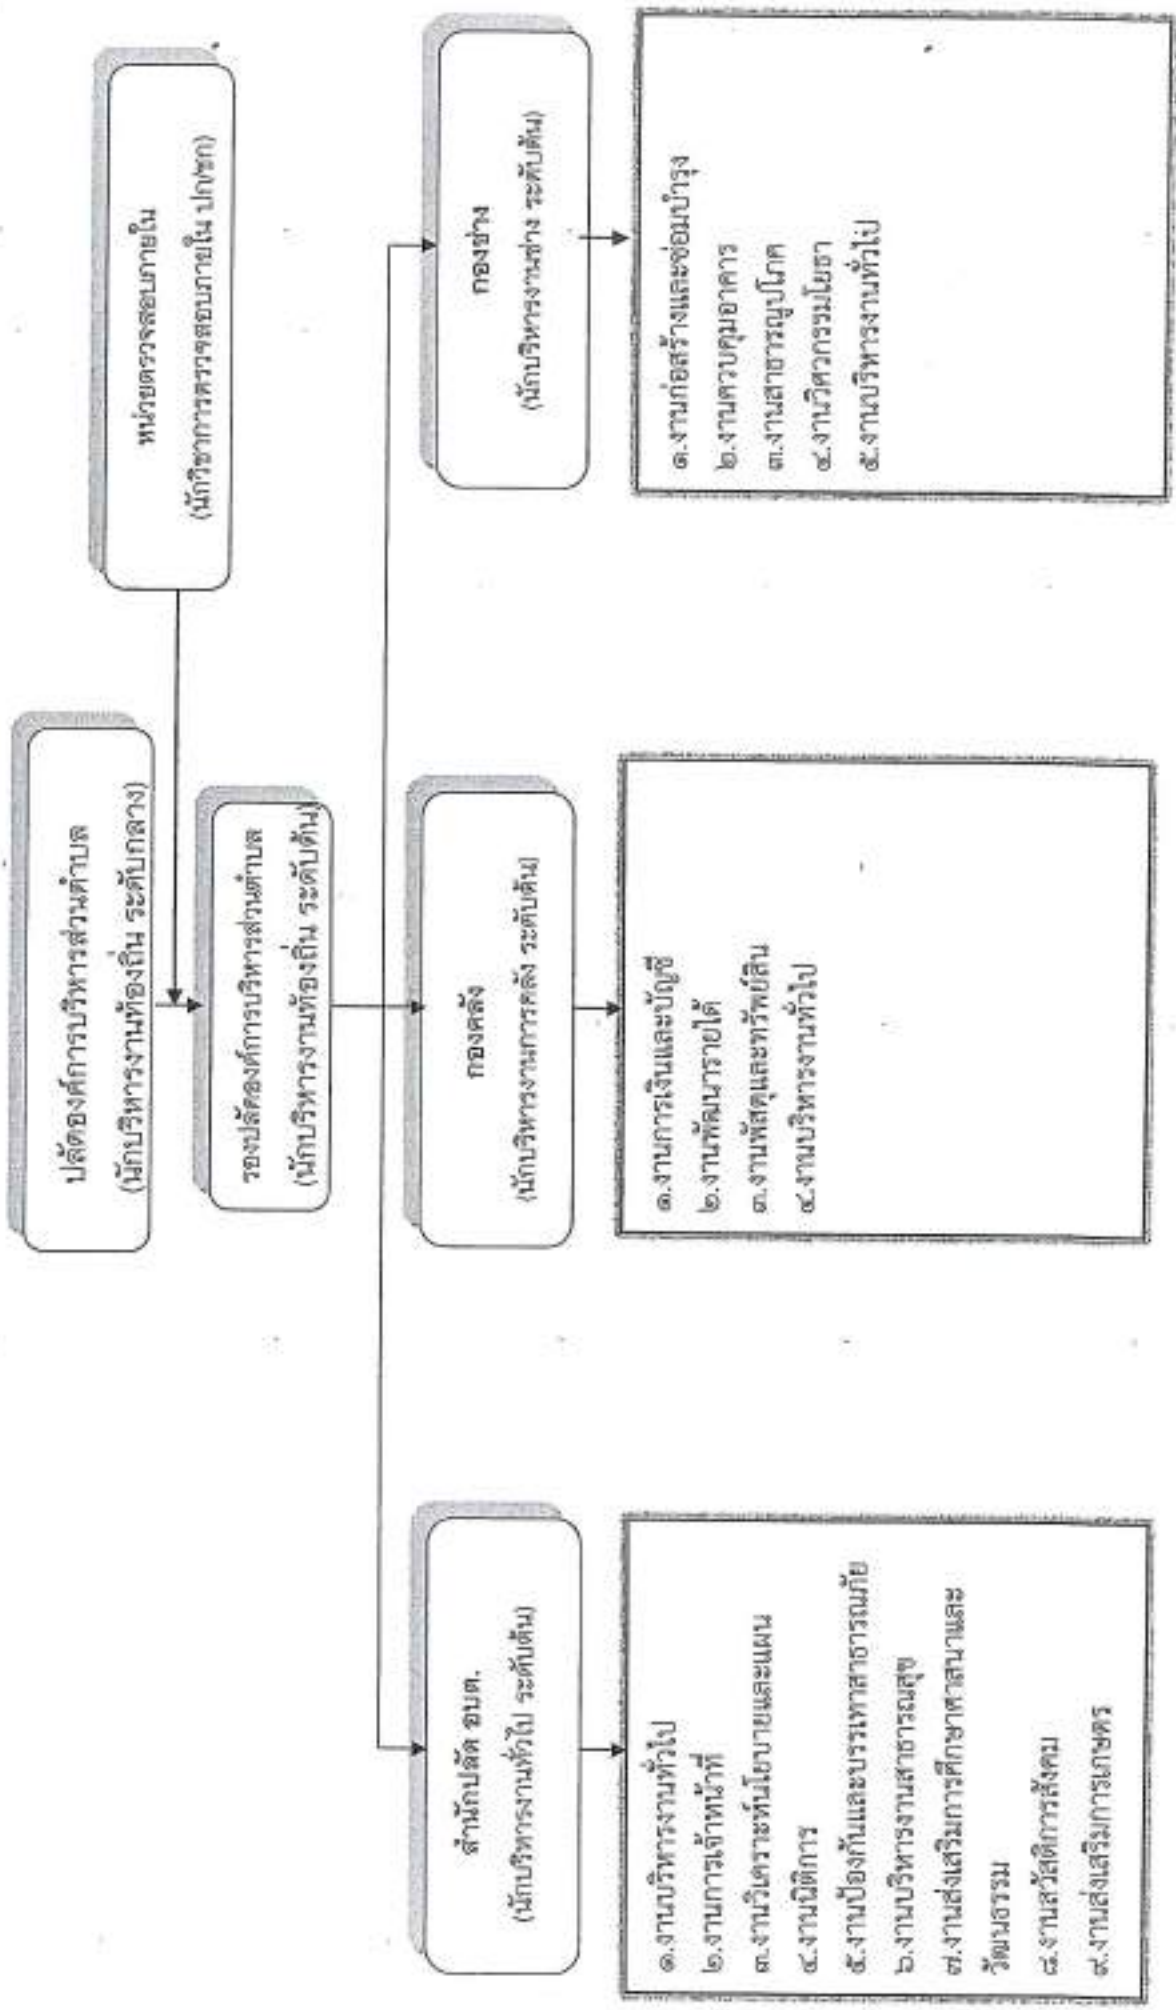 ปลัดองค์การบริหารส่วนตำบล
(นักบริหารงานท้องถิ่น ระดับกลาง)
หน่วยตรวจสอบภายใน
(นักวิชาการตรวจสอบภายใน ปก/ชก)
รองปลัดองค์การบริหารส่วนตำบล
(นักบริหารงานท้องถิ่น ระดับต้น)
สำนักปลัด อบต.
(นักบริหารงานทั่วไป ระดับต้น)
๑.งานบริหารงานทั่วไป
๒.งานการเจ้าหน้าที่
๓.งานวิเคราะห์นโยบายและแผน
๔.งานนิติการ
๕.งานป้องกันและบรรเทาสาธารณภัย
๖.งานบริหารงานสาธารณสุข
๗.งานส่งเสริมการศึกษาศาสนาและ
วัฒนธรรม
๘.งานสวัสดิการสังคม
๙.งานส่งเสริมการเกษตร
กองคลัง
(นักบริหารงานการคลัง ระดับต้น)
๑.งานการเงินและบัญชี
๒.งานพัฒนารายได้
๓.งานพัสดุและทรัพย์สิน
๔.งานบริหารงานทั่วไป
กองช่าง
(นักบริหารงานช่าง ระดับต้น)
๑.งานก่อสร้างและซ่อมบำรุง
๒.งานควบคุมอาคาร
๓.งานสาธารณูปโภค
๔.งานวิศวกรรมโยธา
๕.งานบริหารงานทั่วไป